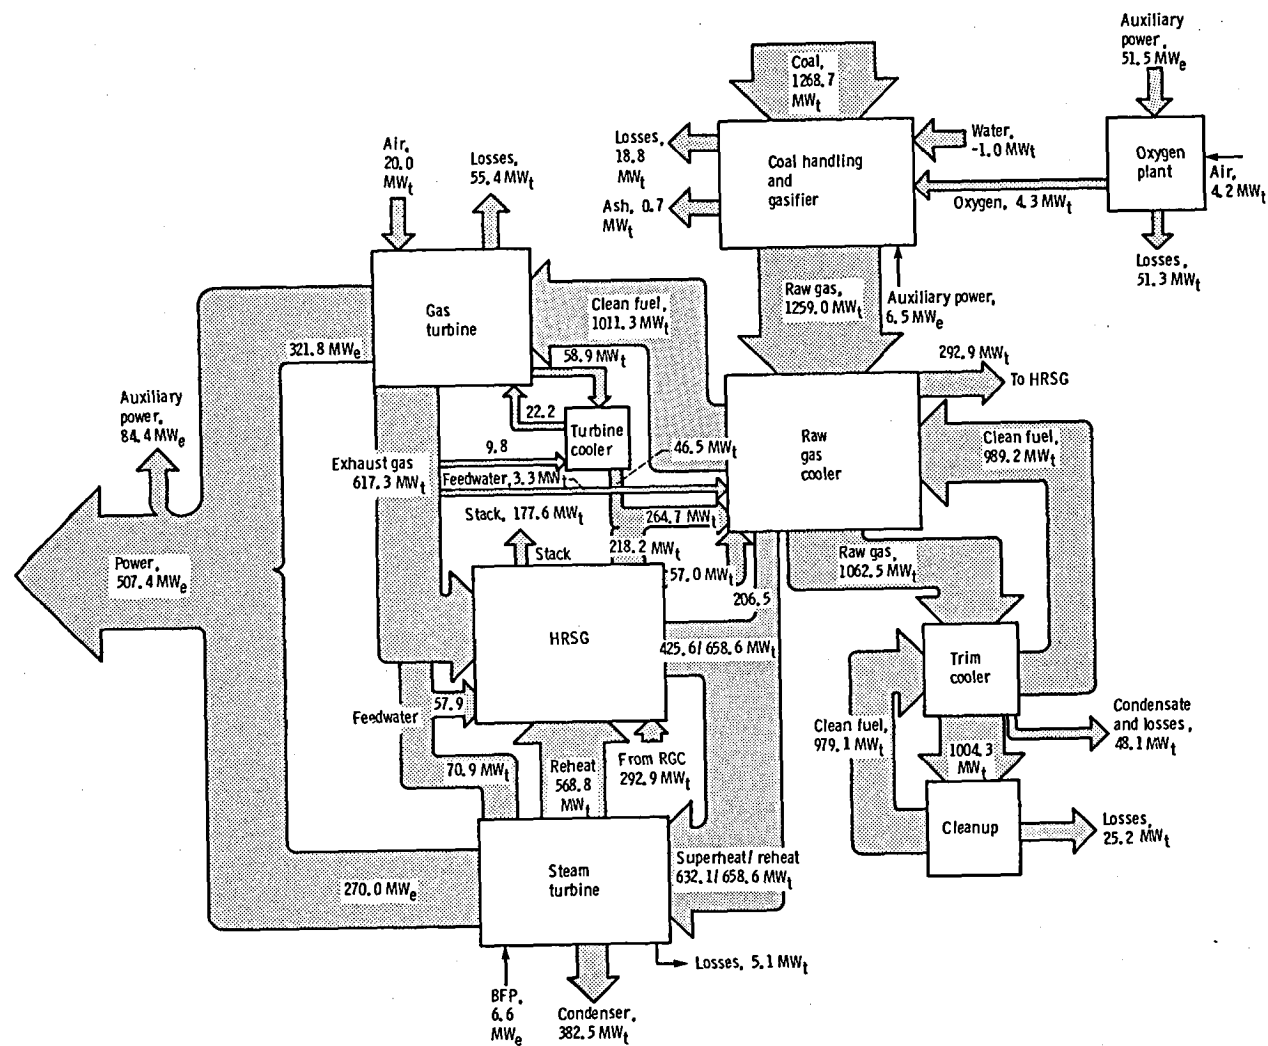 Auxiliary
power,
51.5 MWe
Coal,
1268.7
MWt
Oxygen
plant
Air,
4.2 MWt
Losses,
51.3 MWt
Water,
-1.0 MWt
Oxygen, 4.3 MWt
Losses,
18.8
MWt
Ash, 0.7
MWt
Coal handling
and
gasifier
Auxiliary power,
6.5 MWe
Raw gas,
1259.0 MWt
Air,
20.0
MWt
Losses,
55.4 MWt
Gas
turbine
Clean fuel,
1011.3 MWt
321.8 MWe
58.9 MWt
22.2
Turbine
cooler
9.8
46.5 MWt
Feedwater, 3.3 MWt
Exhaust gas
617.3 MWt
Auxiliary
power,
84.4 MWe
Power,
507.4 MWe
Stack, 177.6 MWt
Stack
264.7 MWt
218.2 MWt
57.0 MWt
206.5
Raw
gas
cooler
292.9 MWt
To HRSG
Clean fuel,
989.2 MWt
Raw gas,
1062.5 MWt
HRSG
425.6/ 658.6 MWt
57.9
Feedwater
70.9 MWt
Reheat
568.8
MWt
From RGC
292.9 MWt
Trim
cooler
Condensate
and losses,
48.1 MWt
Clean fuel,
979.1 MWt
1004.3
MWt
Cleanup
Losses,
25.2 MWt
Superheat/ reheat
632.1/ 658.6 MWt
Steam
turbine
270.0 MWe
Losses, 5.1 MWt
BFP,
6.6
MWe
Condenser,
382.5 MWt